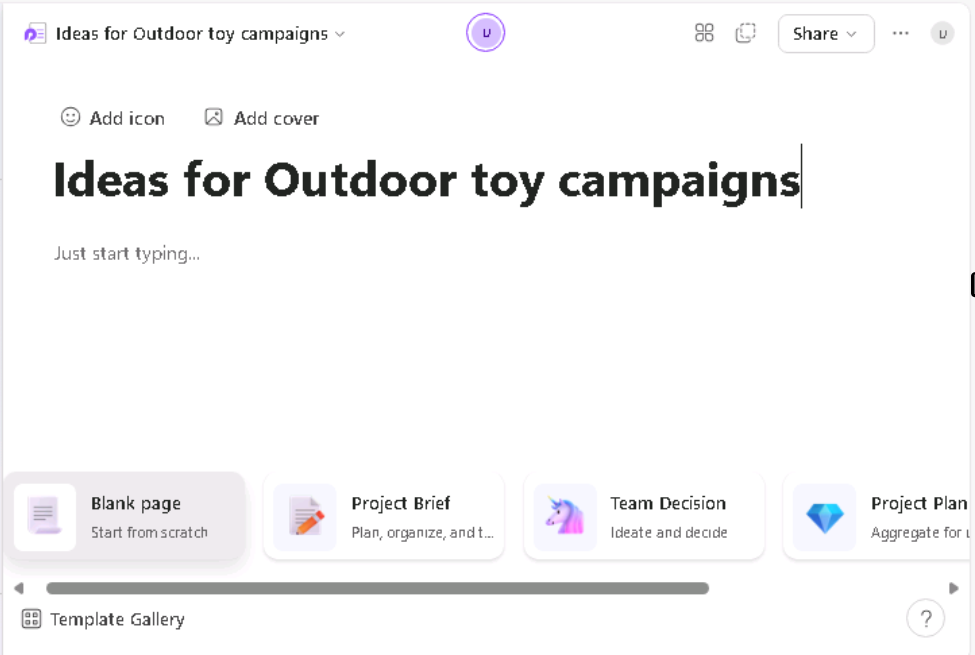 Ideas for Outdoor toy campaigns
U
Share
U
Add icon
Add cover
Ideas for Outdoor toy campaigns
Just start typing...
Blank page
Start from scratch
Project Brief
Plan, organize, and t...
Team Decision
Ideate and decide
Project Plan
Aggregate for
Template Gallery
?